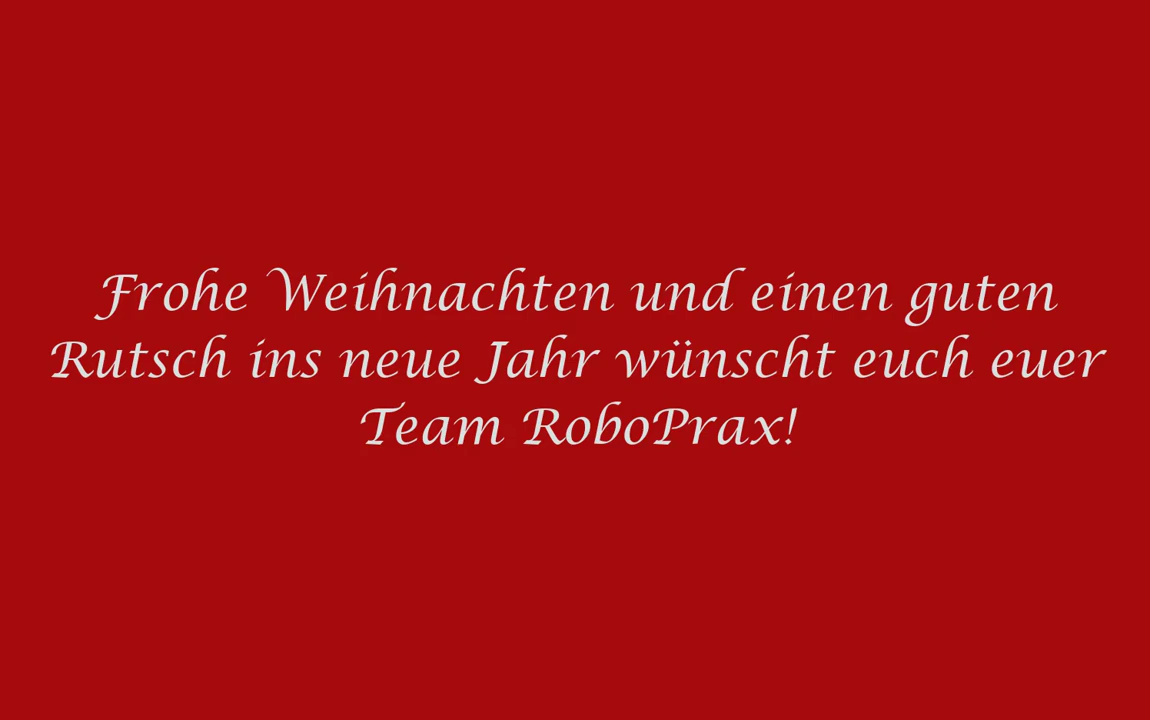 Frohe Weihnachten und einen guten
Rutsch ins neue Jahr wünscht euch euer
Team RoboPrax!